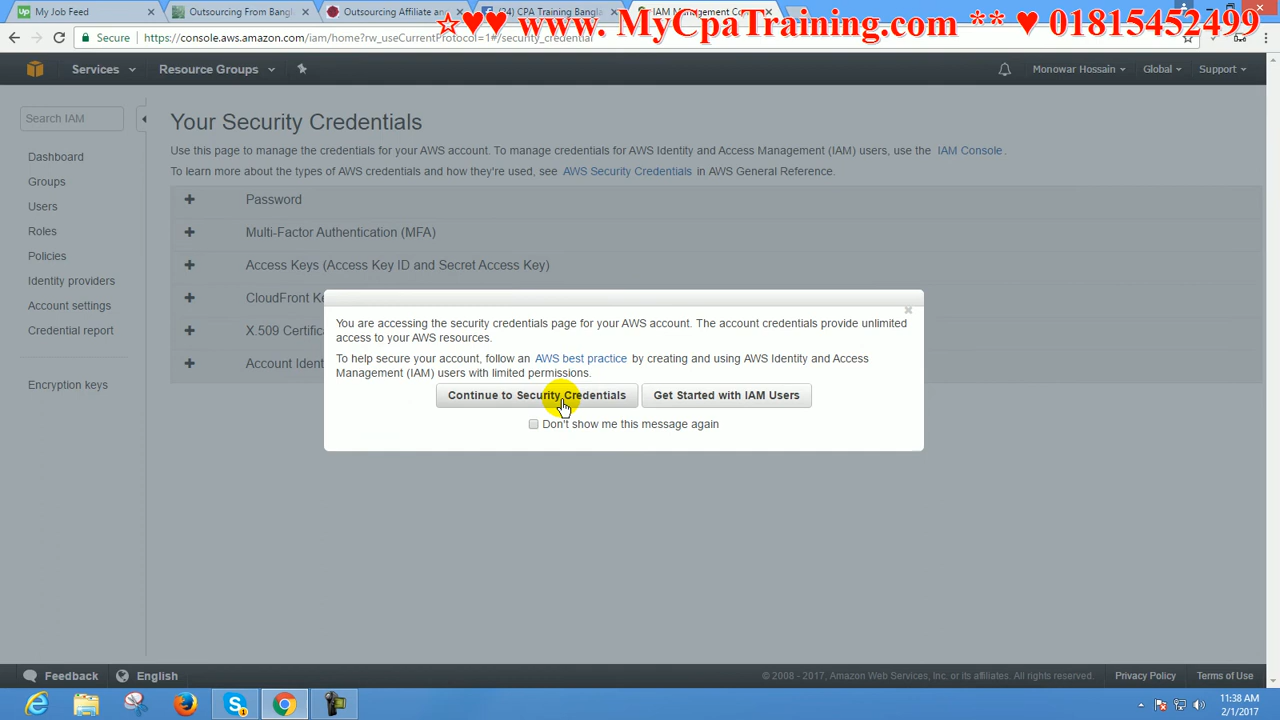 My Job Feed
Outsourcing From Bangl
Outsourcing Affiliate an
(24) CPA Training Bangla
IAM Management Co
☆♥♥ www. MyCpaTraining.com ** ♥ 01815452499
Secure
https://console.aws.amazon.com/iam/home?rw_useCurrentProtocol=1#/security_credential
Services
Resource Groups
Monowar Hossain
Global
Support
Search IAM
Dashboard
Groups
Users
Roles
Policies
Identity providers
Account settings
Credential report
Encryption keys
Your Security Credentials
Use this page to manage the credentials for your AWS account. To manage credentials for AWS Identity and Access Management (IAM) users, use the IAM Console.
To learn more about the types of AWS credentials and how they're used, see AWS Security Credentials in AWS General Reference.
Password
Multi-Factor Authentication (MFA)
Access Keys (Access Key ID and Secret Access Key)
CloudFront Ke
X.509 Certifica
Account Ident
You are accessing the security credentials page for your AWS account. The account credentials provide unlimited
access to your AWS resources.
To help secure your account, follow an AWS best practice by creating and using AWS Identity and Access
Management (IAM) users with limited permissions.
Continue to Security Credentials
Get Started with IAM Users
Don't show me this message again
Feedback
English
© 2008 - 2017, Amazon Web Services, Inc. or its affiliates. All rights reserved.
Privacy Policy
Terms of Use
11:38 AM
2/1/2017